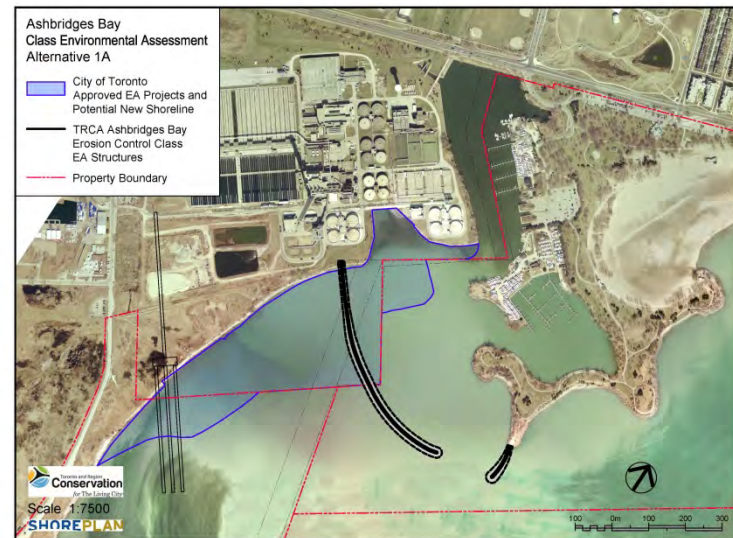 Ashbridges Bay
Class Environmental Assessment
Alternative 1A
City of Toronto
Approved EA Projects and
Potential New Shoreline
TRCA Ashbridges Bay
Erosion Control Class
EA Structures
Property Boundary
Toronto and Region
Conservation
for The Living City
Scale 1:7500
SHOREPLAN
100 0m 100 200 300